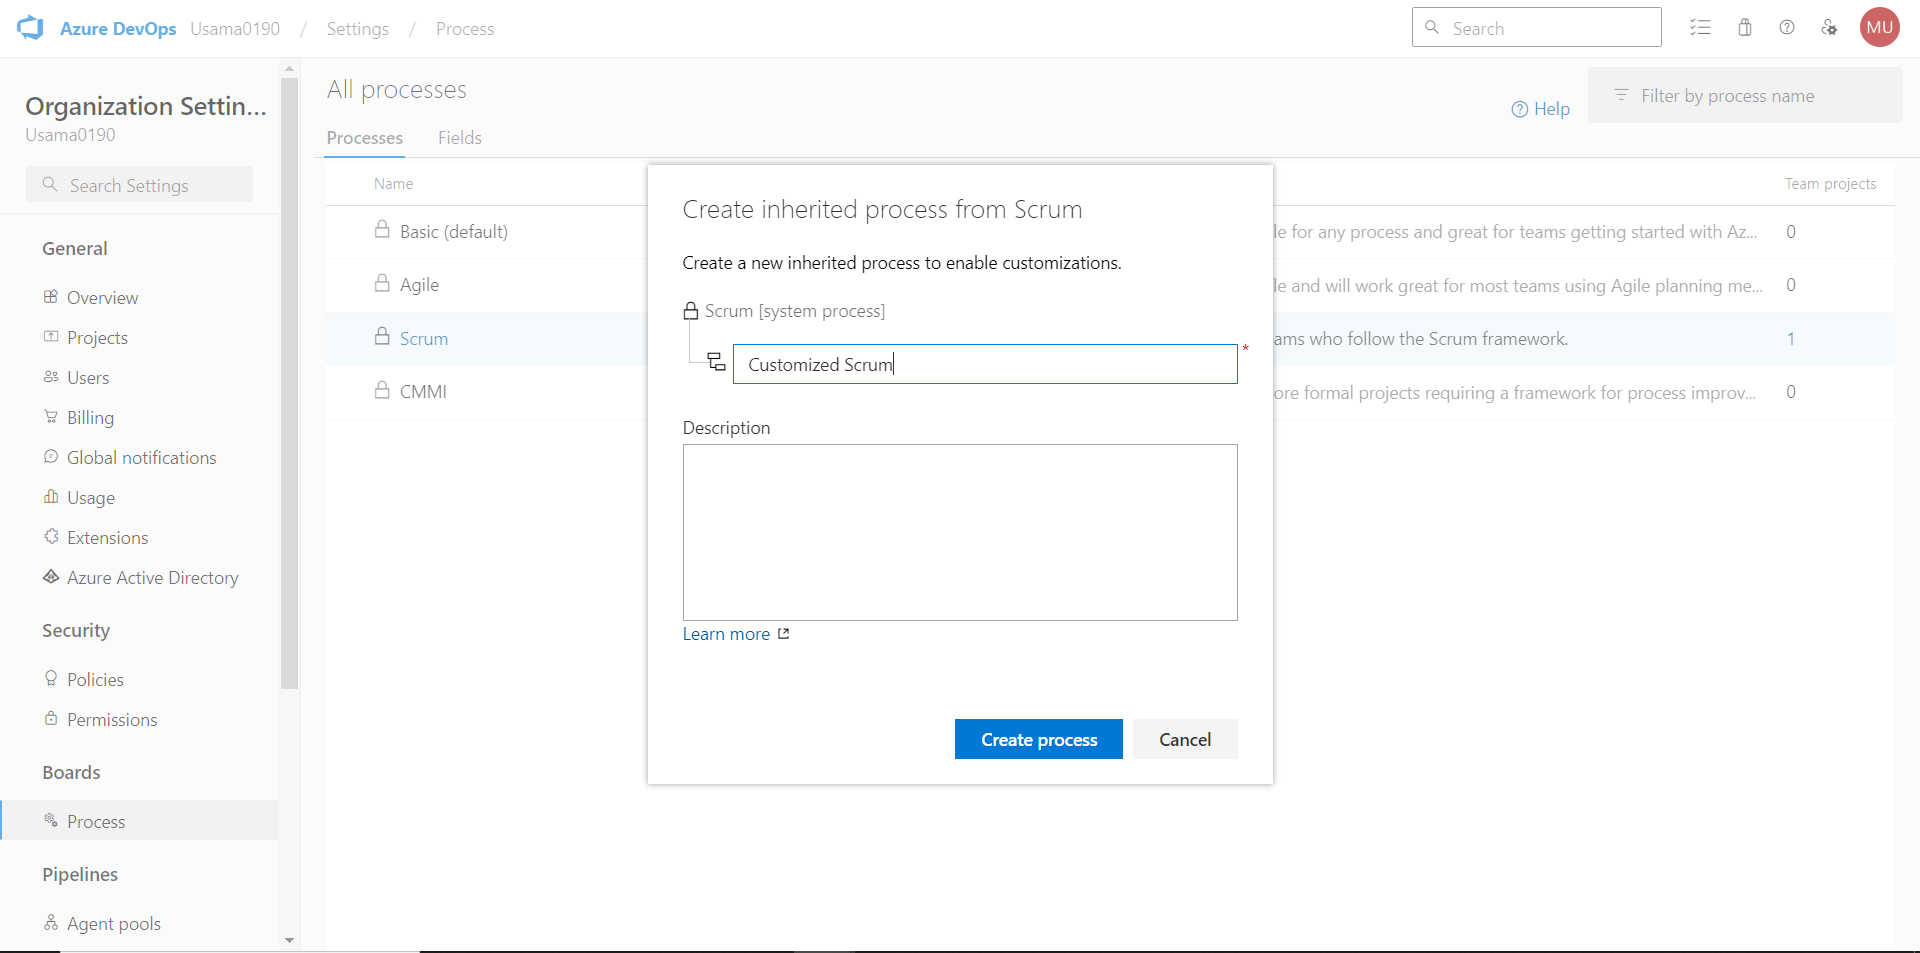 Azure DevOps Usama0190 / Settings / Process
Search
MU
Organization Settin...
Usama0190
Search Settings
General
Overview
Projects
Users
Billing
Global notifications
Usage
Extensions
Azure Active Directory
Security
Policies
Permissions
Boards
Process
Pipelines
Agent pools
All processes
Help
Filter by process name
Processes Fields
Name Team projects
Basic (default) le for any process and great for teams getting started with Az... 0
Agile le and will work great for most teams using Agile planning me... 0
Scrum ams who follow the Scrum framework. 1
CMMI ore formal projects requiring a framework for process improv... 0
Create inherited process from Scrum
Create a new inherited process to enable customizations.
Scrum [system process]
Customized Scrum *
Description
Learn more
Create process Cancel